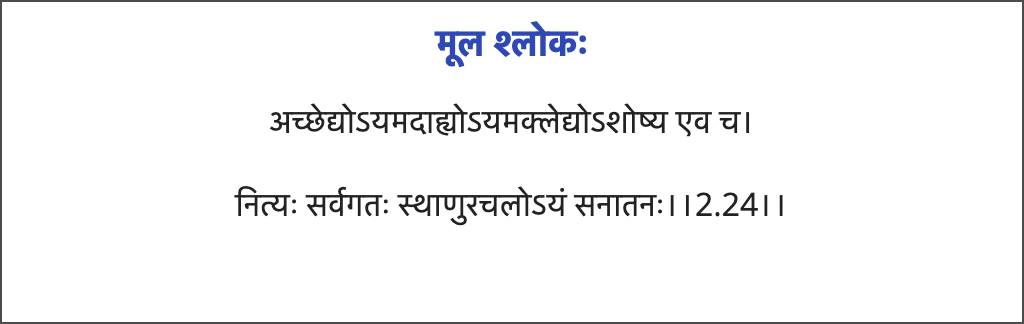 मूल श्लोकः
अच्छेद्योऽयमदाह्योऽयमक्लेद्योऽशोष्य एव च।
नित्यः सर्वगतः स्थाणुरचलोऽयं सनातनः।।2.24।।